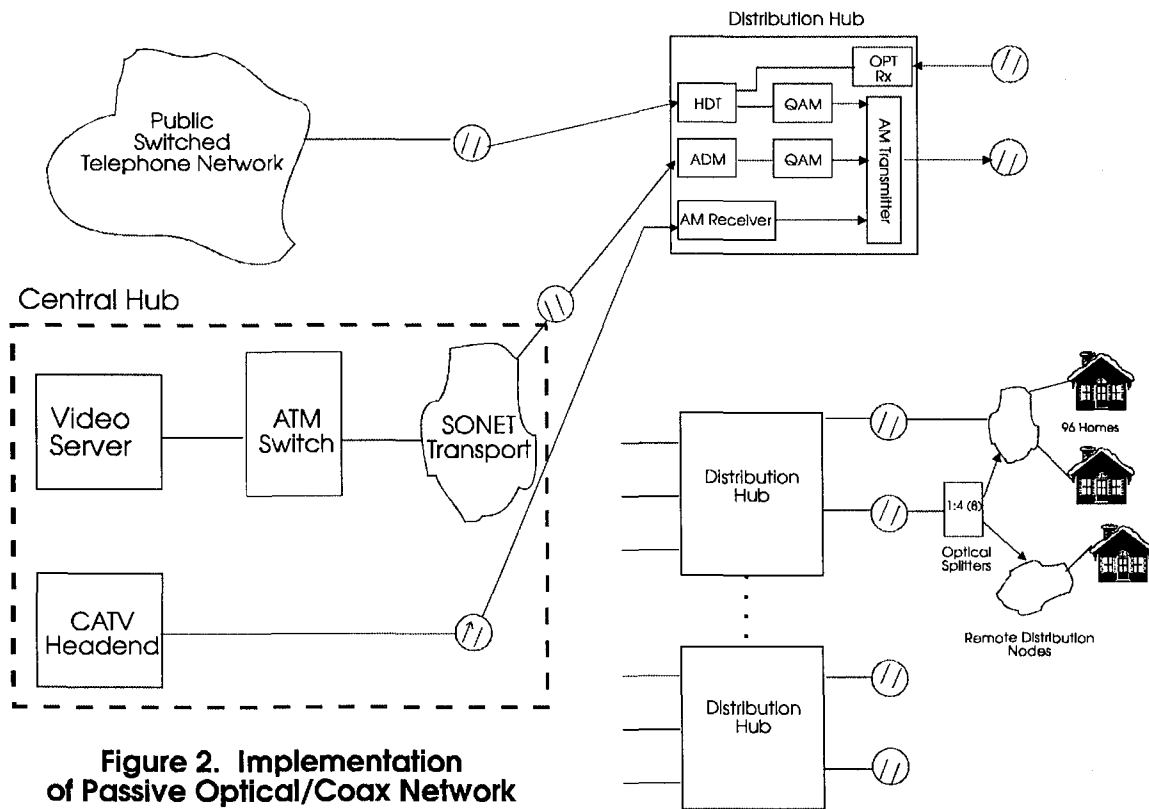 Distribution Hub
OPT
Rx
HDT
QAM
AM Transmitter
ADM
QAM
AM Receiver
Public
Switched
Telephone Network
Central Hub
Video
Server
ATM
Switch
SONET
Transport
CATV
Headend
Distribution
Hub
1:4 (8)
Optical
Splitters
96 Homes
Remote Distribution
Nodes
Distribution
Hub
Figure 2. Implementation
of Passive Optical/Coax Network